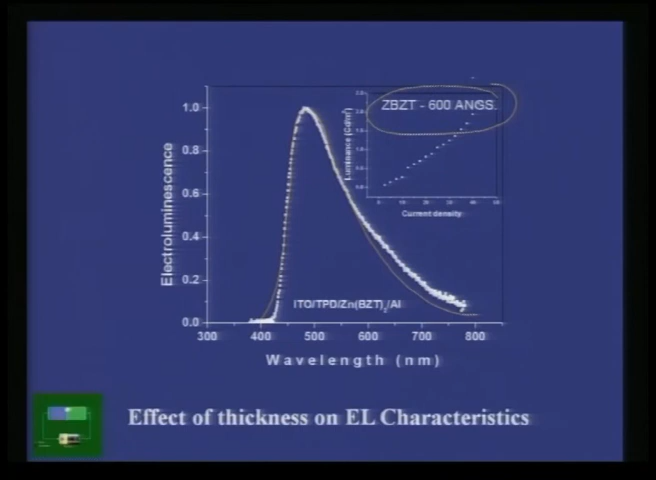 ZBZT - 600 ANGS.
Luminance (Cd/m²)
Current density
1.0
0.8
0.6
0.4
0.2
0.0
Electroluminescence
ITO/TPD/Zn(BZT)₂/Al
300 400 500 600 700 800
Wavelength (nm)
Effect of thickness on EL Characteristics